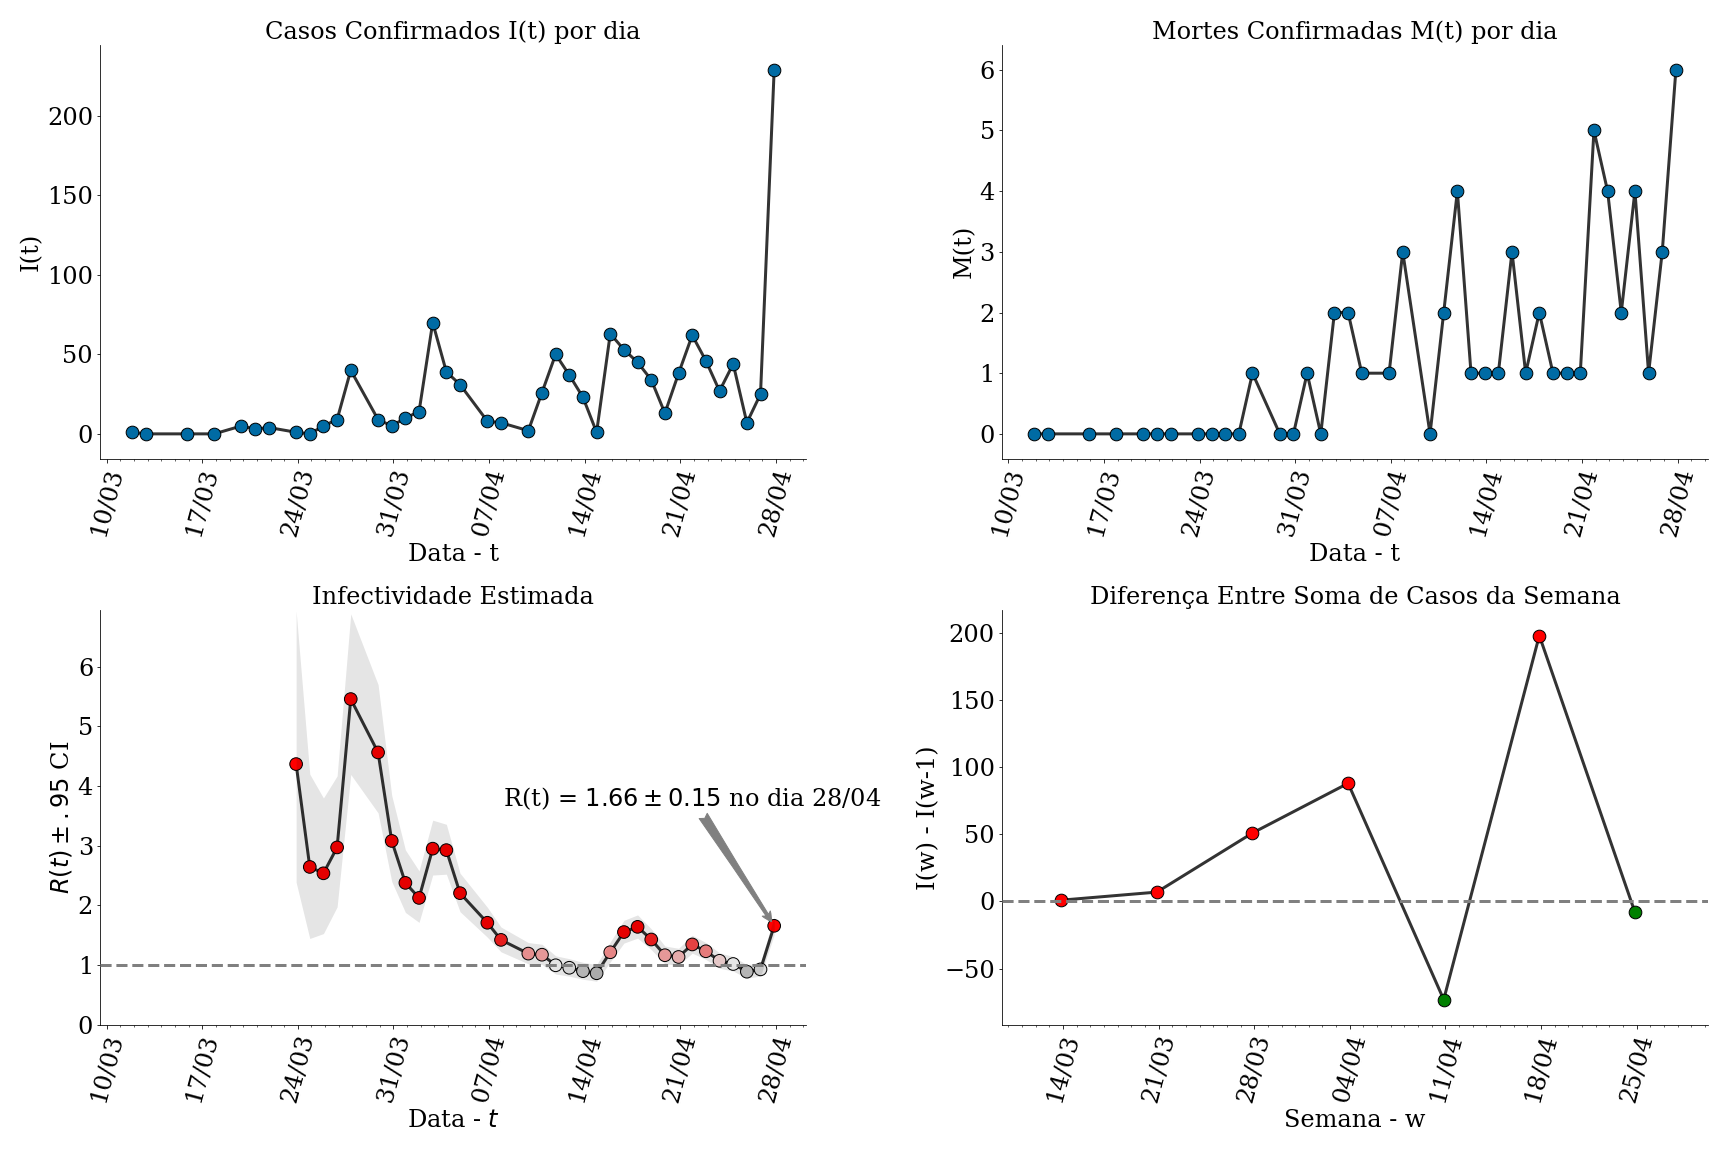 Casos Confirmados I(t) por dia
I(t)
200
150
100
50
0
10/03 17/03 24/03 31/03 07/04 14/04 21/04 28/04
Data - t
Mortes Confirmadas M(t) por dia
M(t)
6
5
4
3
2
1
0
10/03 17/03 24/03 31/03 07/04 14/04 21/04 28/04
Data - t
Infectividade Estimada
R(t) ± .95 CI
6
5
4
3
2
1
0
R(t) = 1.66 ± 0.15 no dia 28/04
10/03 17/03 24/03 31/03 07/04 14/04 21/04 28/04
Data - t
Diferença Entre Soma de Casos da Semana
I(w) - I(w-1)
200
150
100
50
0
−50
14/03 21/03 28/03 04/04 11/04 18/04 25/04
Semana - w